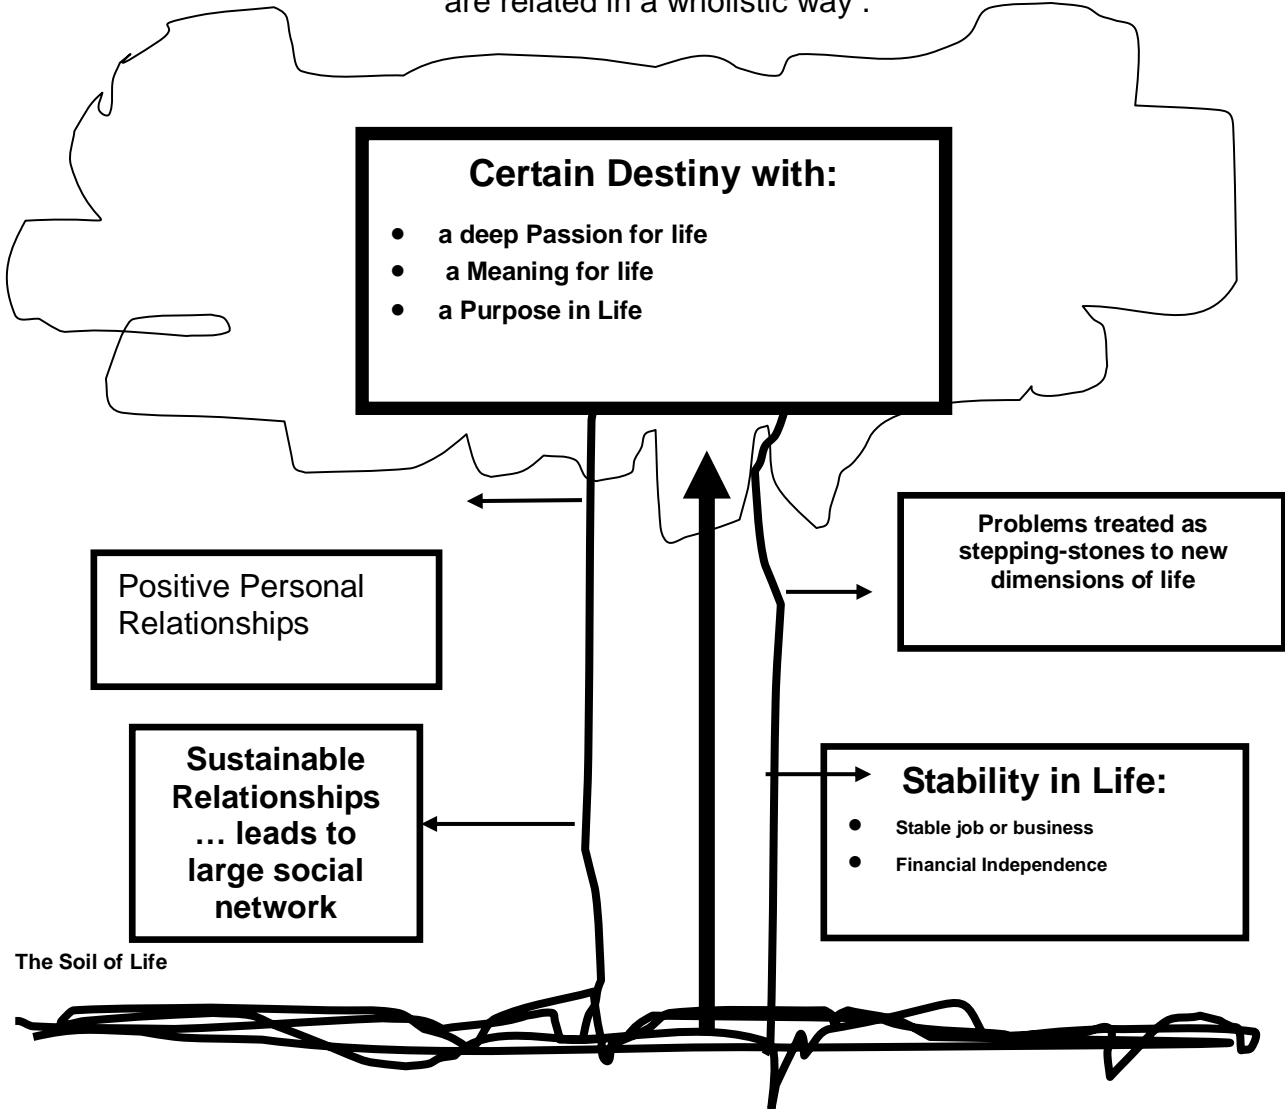 are related in a wholistic way .
Certain Destiny with:
• a deep Passion for life
• a Meaning for life
• a Purpose in Life
Problems treated as
stepping-stones to new
dimensions of life
Positive Personal
Relationships
Sustainable
Relationships
… leads to
large social
network
Stability in Life:
• Stable job or business
• Financial Independence
The Soil of Life